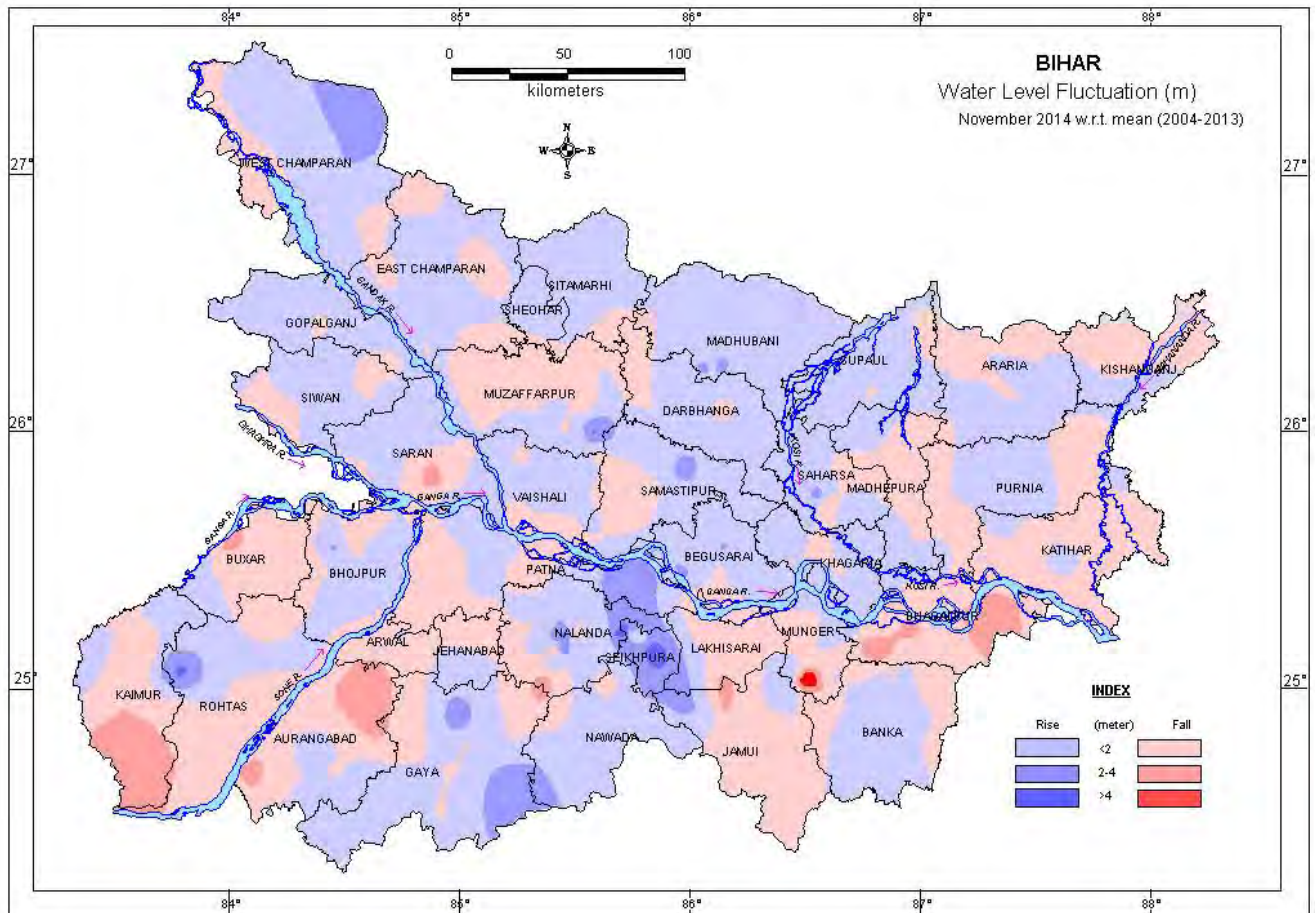 84° 85° 86° 87° 88°
0 50 100
kilometers
BIHAR
Water Level Fluctuation (m)
November 2014 w.r.t. mean (2004-2013)
N
W E
S
27° 27°
WEST CHAMPARAN
EAST CHAMPARAN
SITAMARHI
SHEOHAR
GANDAK R.
GOPALGANJ
MADHUBANI
SUPAUL
ARARIA
KISHANGANJ
SIWAN
MUZAFFARPUR
DARBHANGA
26° 26°
DHAGHRA R.
SARAN
KOSI R.
SAHARSA
MADHEPURA
PURNIA
GANGA R.
VAISHALI
SAMASTIPUR
GANGA R.
BUXAR
BHOJPUR
PATNA
BEGUSARAI
KHAGARIA
KATIHAR
GANGA R.
KOSI R.
BHAGALPUR
ARWAL
JEHANABAD
NALANDA
SEIKHPURA
LAKHISARAI
MUNGER
25° 25°
SONE R.
KAIMUR
ROHTAS
AURANGABAD
GAYA
NAWADA
JAMUI
BANKA
INDEX
Rise (meter) Fall
<2
2-4
>4
84° 85° 86° 87° 88°